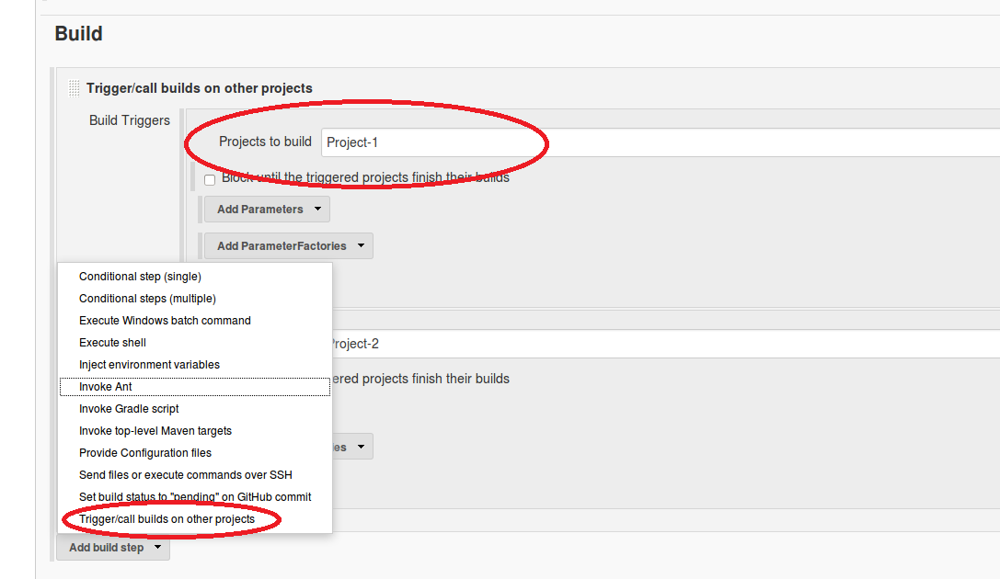 Build
Trigger/call builds on other projects
Build Triggers
Projects to build Project-1
Block until the triggered projects finish their builds
Add Parameters
Add ParameterFactories
Conditional step (single)
Conditional steps (multiple)
Execute Windows batch command
Execute shell
Inject environment variables
Invoke Ant
Invoke Gradle script
Invoke top-level Maven targets
Provide Configuration files
Send files or execute commands over SSH
Set build status to "pending" on GitHub commit
Trigger/call builds on other projects
Project-2
ered projects finish their builds
es
Add build step